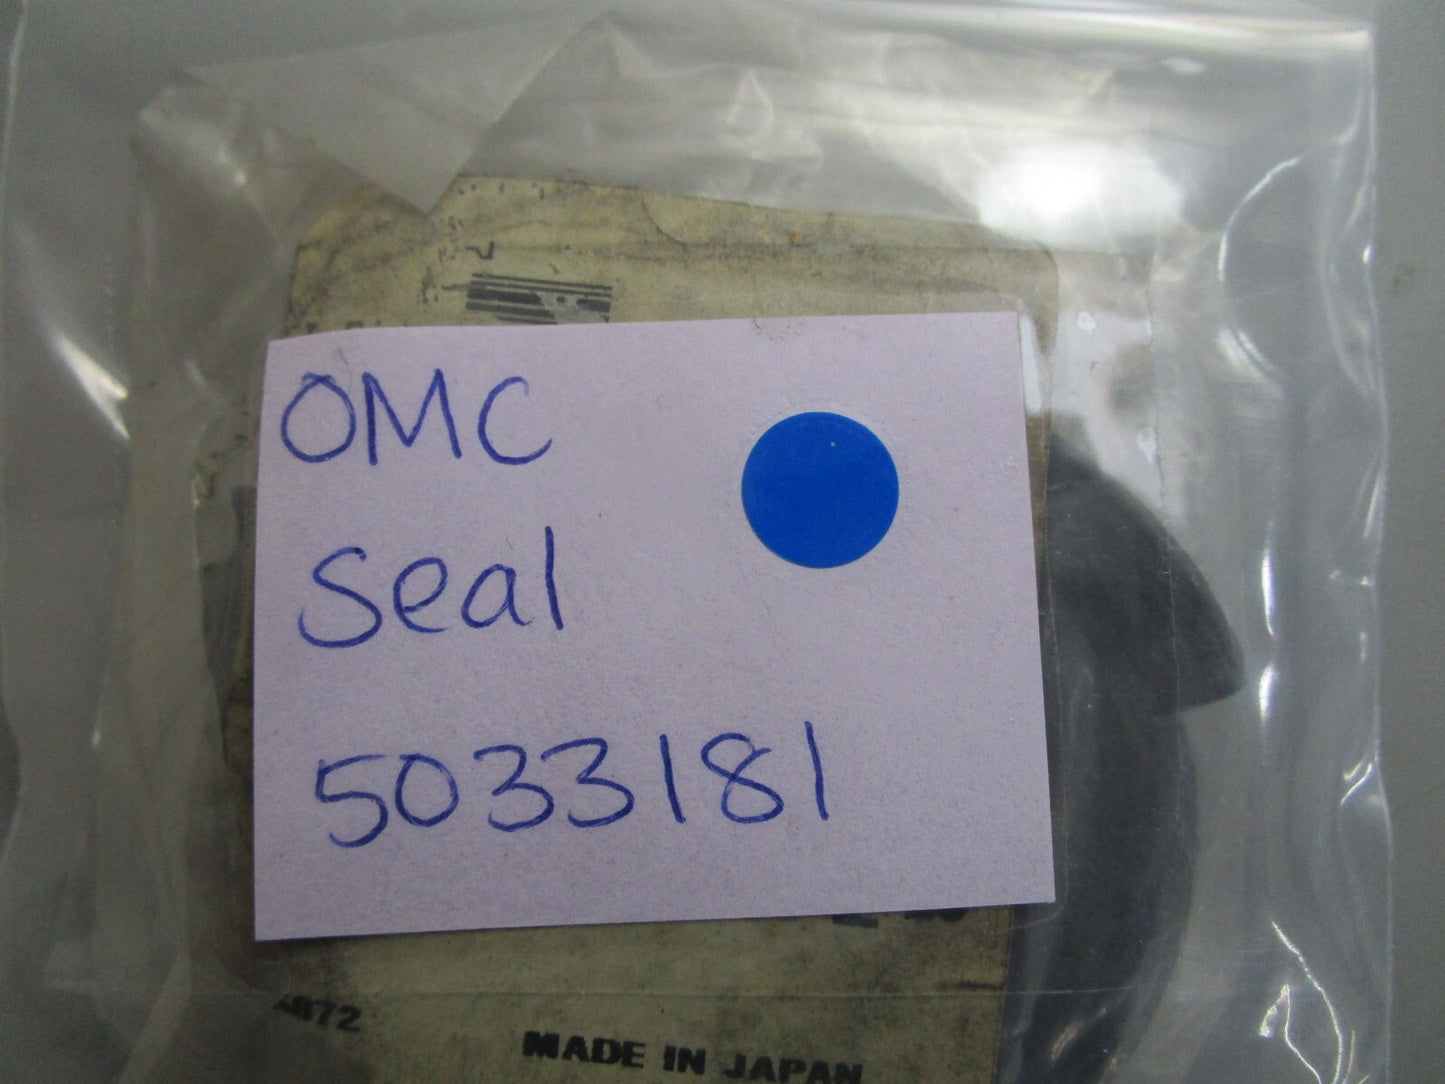 OMC
Seal
5033181
MADE IN JAPAN